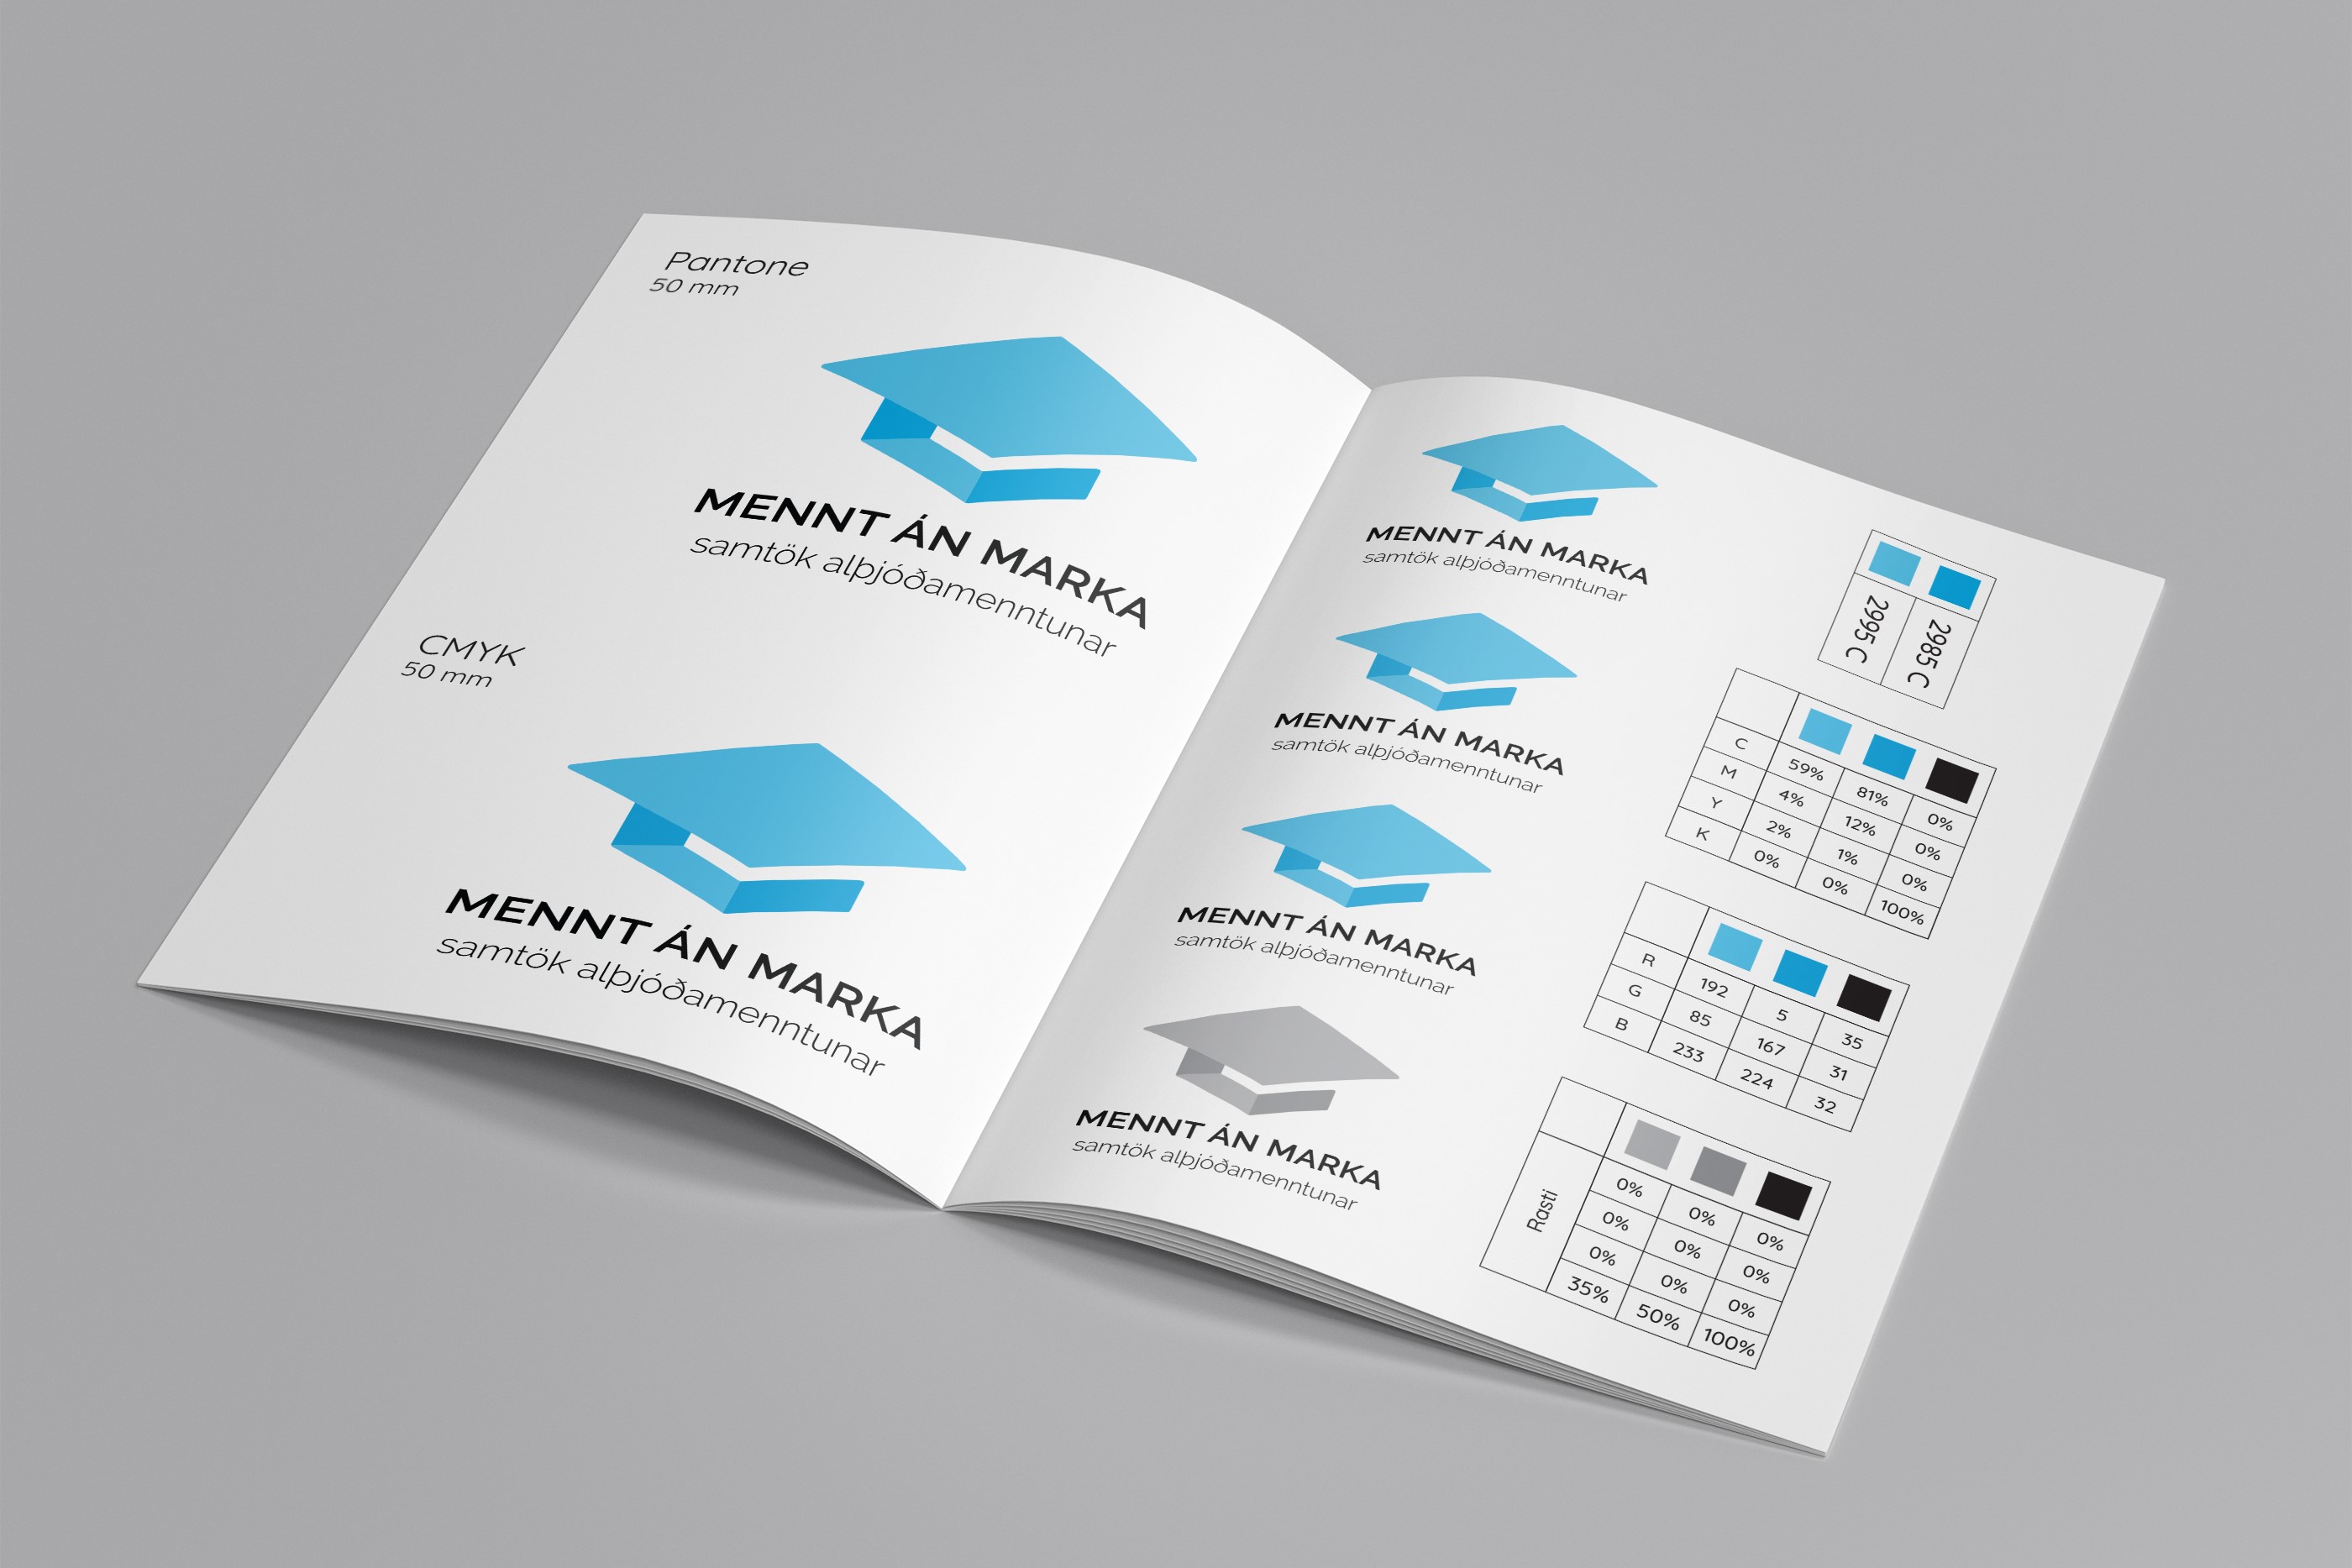 Pantone
50 mm
MENNT ÁN MARKA
samtök alþjóðamenntunar
CMYK
50 mm
MENNT ÁN MARKA
samtök alþjóðamenntunar
MENNT ÁN MARKA
samtök alþjóðamenntunar
MENNT ÁN MARKA
samtök alþjóðamenntunar
MENNT ÁN MARKA
samtök alþjóðamenntunar
MENNT ÁN MARKA
samtök alþjóðamenntunar
2995 C 2985 C
C 59% 81% 0%
M 4% 12% 0%
Y 2% 1% 0%
K 0% 0% 100%
R 192 5 35
G 85 167 31
B 233 224 32
Rasti
0% 0% 0%
0% 0% 0%
0% 0% 0%
35% 50% 100%